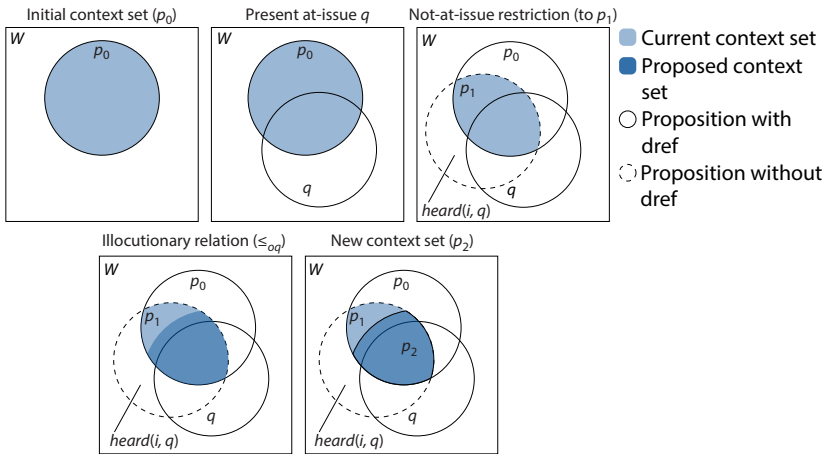 Initial context set (p₀)
W
p₀
Present at-issue q
W
p₀
q
Not-at-issue restriction (to p₁)
W
p₀
p₁
q
heard(i, q)
Current context set
Proposed context
set
Proposition with
dref
Proposition without
dref
Illocutionary relation (≤oq)
W
p₀
p₁
q
heard(i, q)
New context set (p₂)
W
p₀
p₁
p₂
q
heard(i, q)